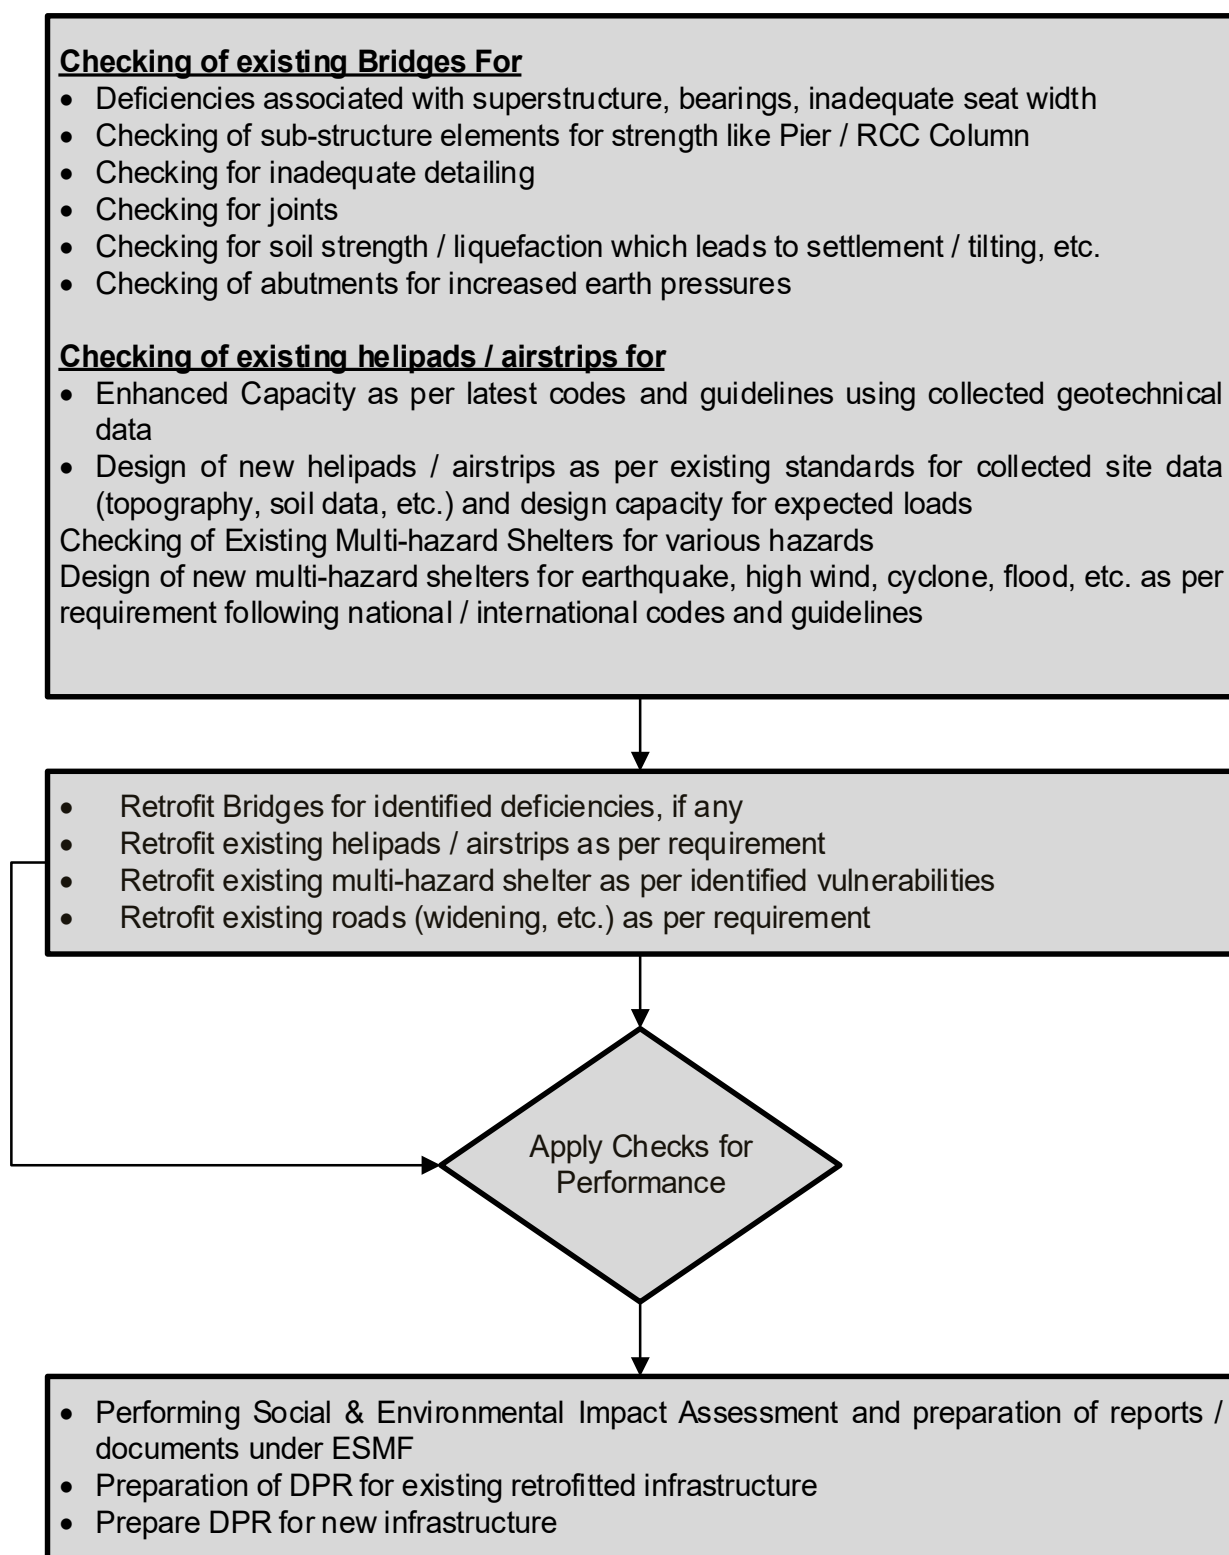 Checking of existing Bridges For
• Deficiencies associated with superstructure, bearings, inadequate seat width
• Checking of sub-structure elements for strength like Pier / RCC Column
• Checking for inadequate detailing
• Checking for joints
• Checking for soil strength / liquefaction which leads to settlement / tilting, etc.
• Checking of abutments for increased earth pressures
Checking of existing helipads / airstrips for
• Enhanced Capacity as per latest codes and guidelines using collected geotechnical
data
• Design of new helipads / airstrips as per existing standards for collected site data
(topography, soil data, etc.) and design capacity for expected loads
Checking of Existing Multi-hazard Shelters for various hazards
Design of new multi-hazard shelters for earthquake, high wind, cyclone, flood, etc. as per
requirement following national / international codes and guidelines
• Retrofit Bridges for identified deficiencies, if any
• Retrofit existing helipads / airstrips as per requirement
• Retrofit existing multi-hazard shelter as per identified vulnerabilities
• Retrofit existing roads (widening, etc.) as per requirement
Apply Checks for
Performance
• Performing Social & Environmental Impact Assessment and preparation of reports /
documents under ESMF
• Preparation of DPR for existing retrofitted infrastructure
• Prepare DPR for new infrastructure